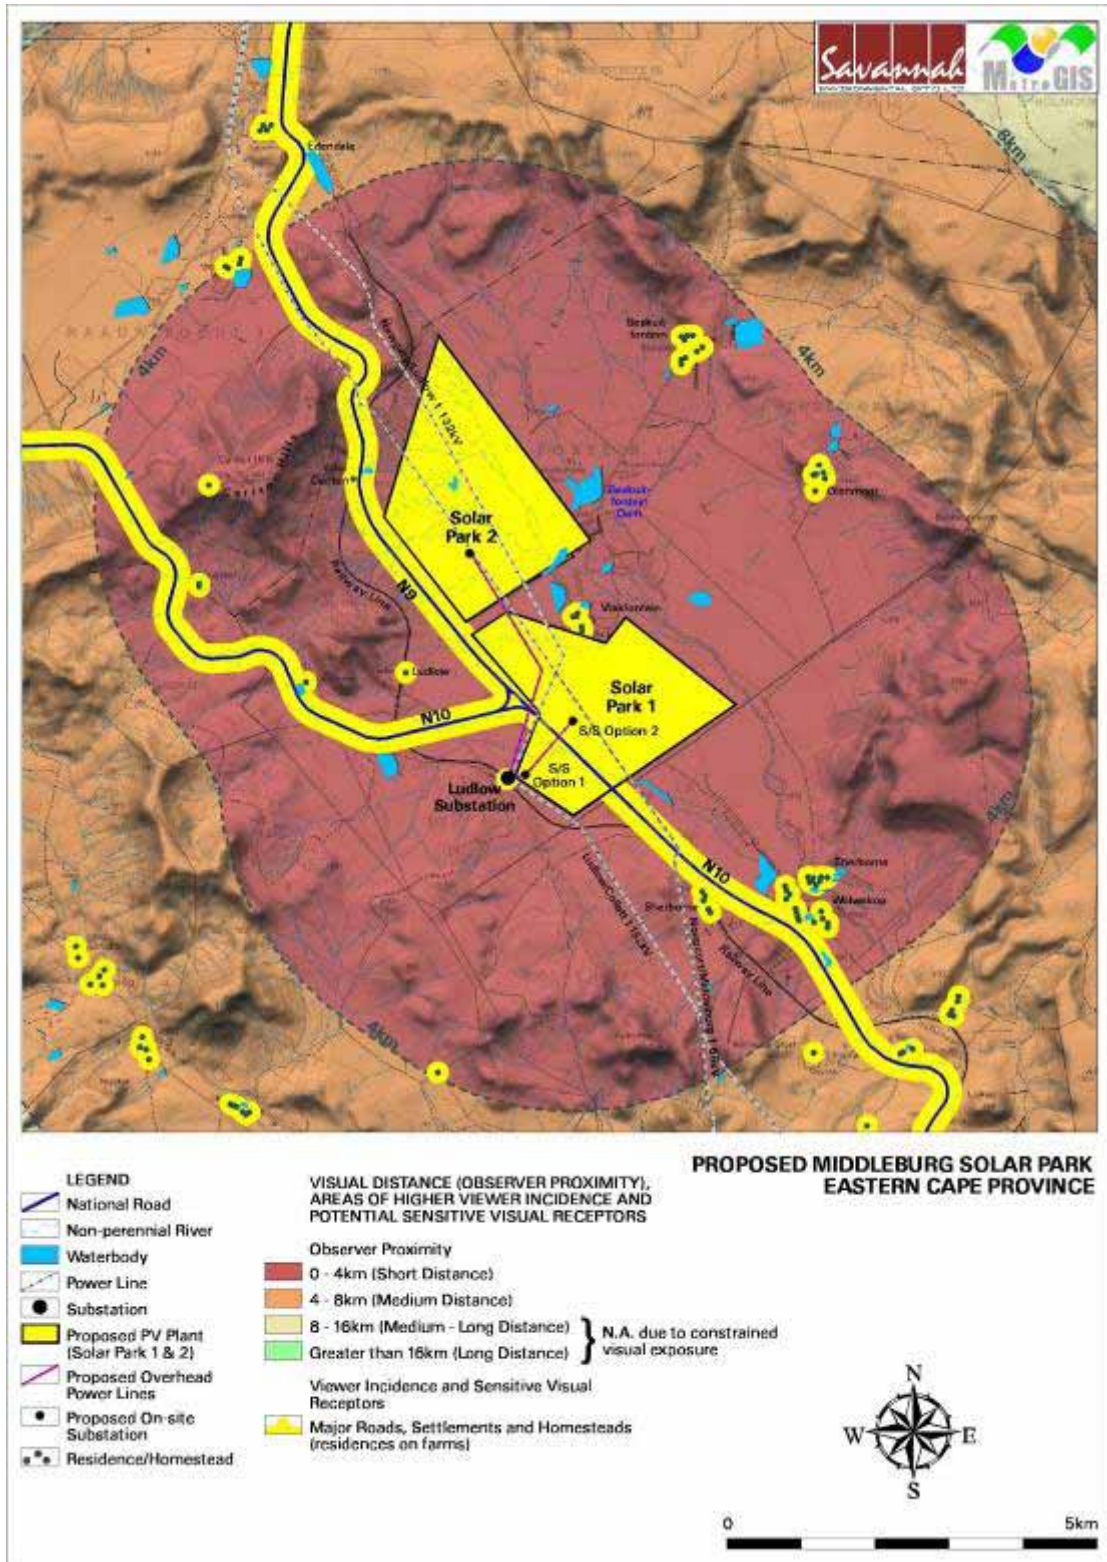 Savannah
ENVIRONMENTAL (PTY) LTD
MetroGIS
8km
Edendale
4km
4km
N9
Solar
Park 2
Railway Line
Vlakfontein
Ludlow
Solar
Park 1
N10
S/S Option 2
S/S
Option 1
Ludlow
Substation
4km
N10
Sherborne
Sherborne
Railway Line
4km
PROPOSED MIDDLEBURG SOLAR PARK
EASTERN CAPE PROVINCE
LEGEND
National Road
Non-perennial River
Waterbody
Power Line
Substation
Proposed PV Plant
(Solar Park 1 & 2)
Proposed Overhead
Power Lines
Proposed On-site
Substation
Residence/Homestead
VISUAL DISTANCE (OBSERVER PROXIMITY),
AREAS OF HIGHER VIEWER INCIDENCE AND
POTENTIAL SENSITIVE VISUAL RECEPTORS
Observer Proximity
0 - 4km (Short Distance)
4 - 8km (Medium Distance)
8 - 16km (Medium - Long Distance)
Greater than 16km (Long Distance)
N.A. due to constrained
visual exposure
Viewer Incidence and Sensitive Visual
Receptors
Major Roads, Settlements and Homesteads
(residences on farms)
N
W
E
S
0
5km